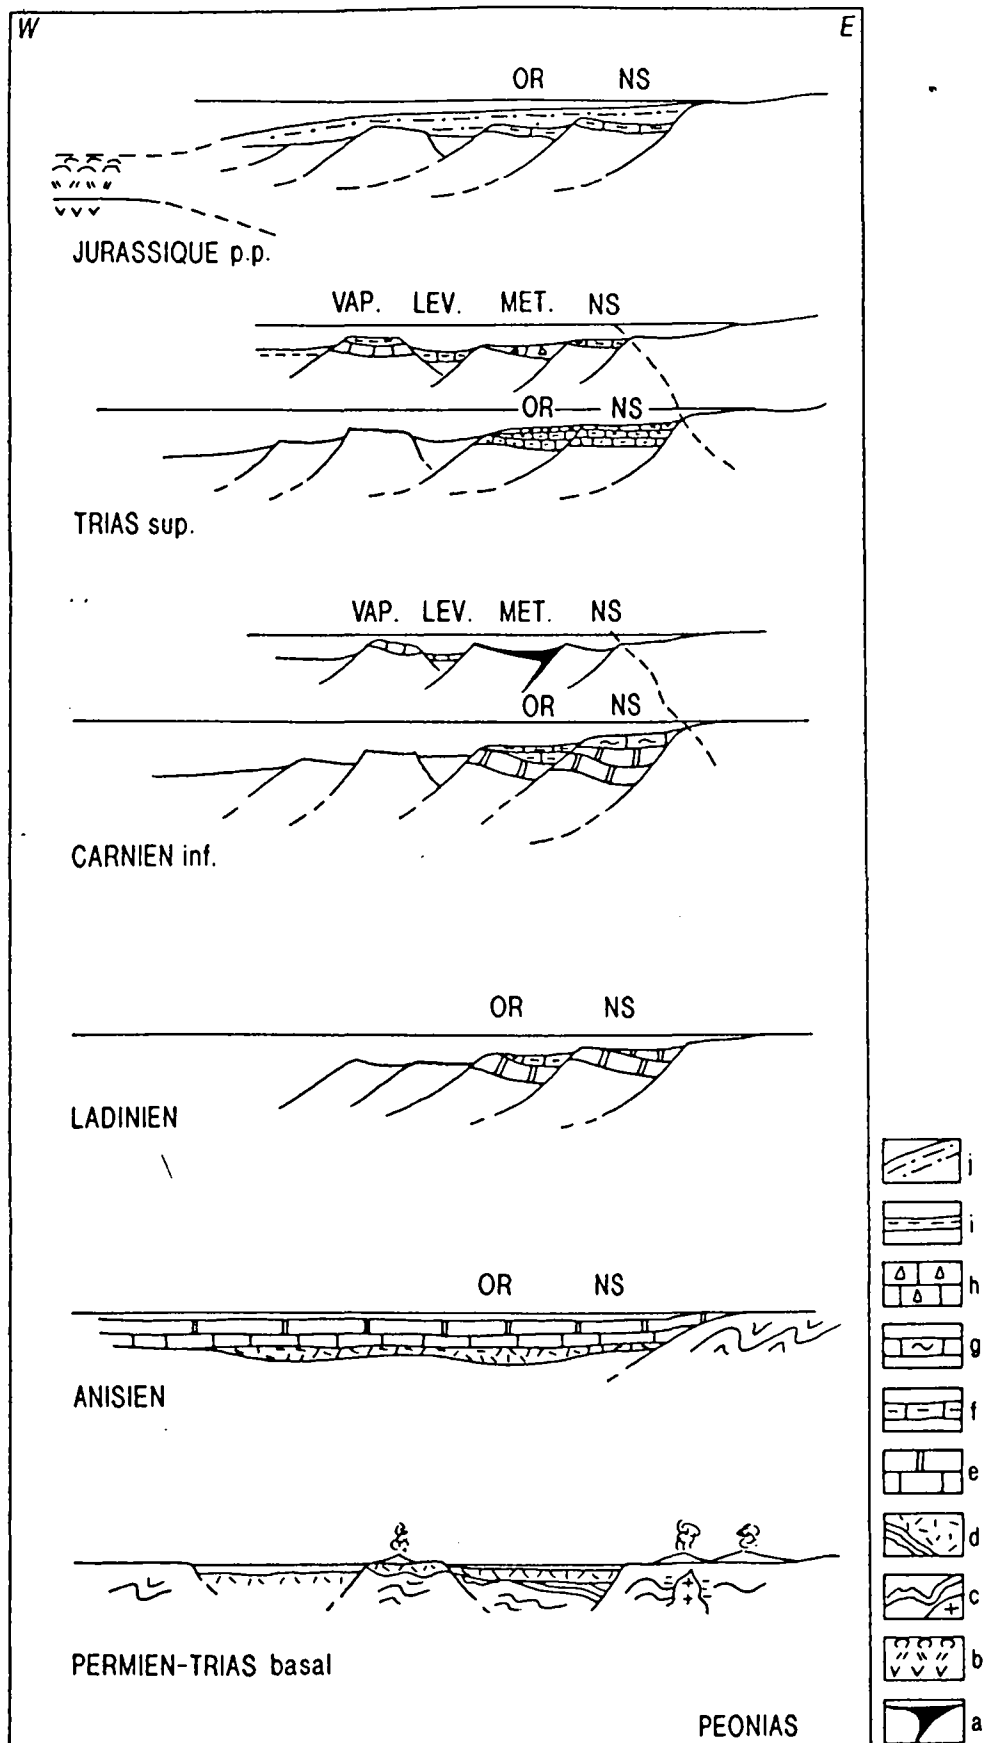 W E
OR NS
JURASSIQUE p.p.
VAP. LEV. MET. NS
OR NS
TRIAS sup.
VAP. LEV. MET. NS
OR NS
CARNIEN inf.
OR NS
LADINIEN
j
i
h
OR NS
g
ANISIEN
f
e
d
c
PERMIEN-TRIAS basal
b
PEONIAS
a